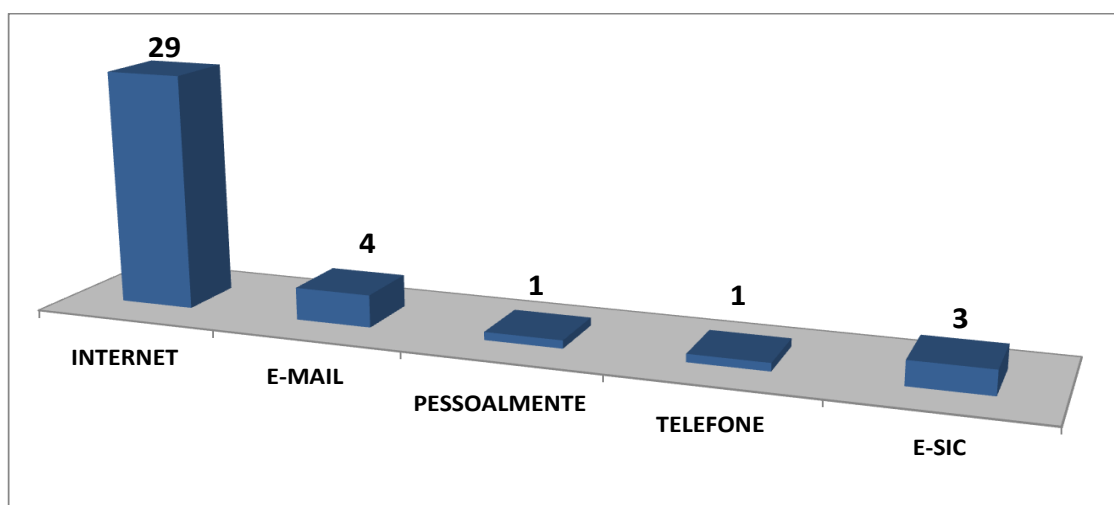 29
4
1
1
3
INTERNET
E-MAIL
PESSOALMENTE
TELEFONE
E-SIC